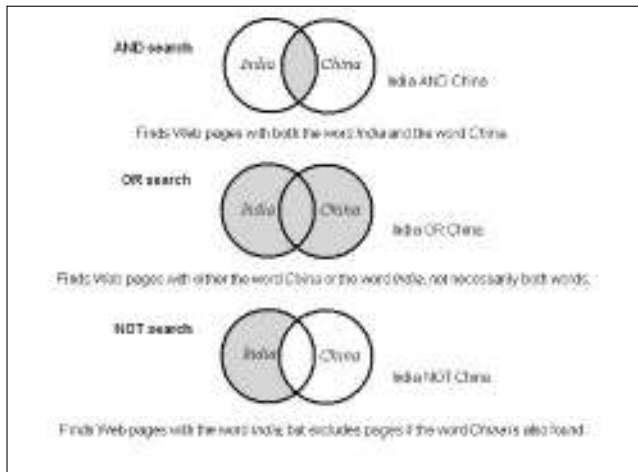 AND search
India China
India AND China
Finds Web pages with both the word India and the word China.
OR search
India China
India OR China
Finds Web pages with either the word China or the word India, not necessarily both words.
NOT search
India China
India NOT China
Finds Web pages with the word India, but excludes pages if the word China is also found